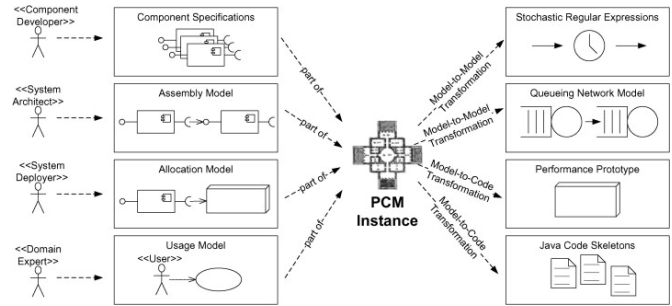 <<Component
Developer>>
Component Specifications
<<System
Architect>>
Assembly Model
<<System
Deployer>>
Allocation Model
<<Domain
Expert>>
Usage Model
<<User>>
part of
part of
part of
part of
PCM
Instance
Model-to-Model
Transformation
Model-to-Model
Transformation
Model-to-Code
Transformation
Model-to-Code
Transformation
Stochastic Regular Expressions
Queueing Network Model
Performance Prototype
Java Code Skeletons